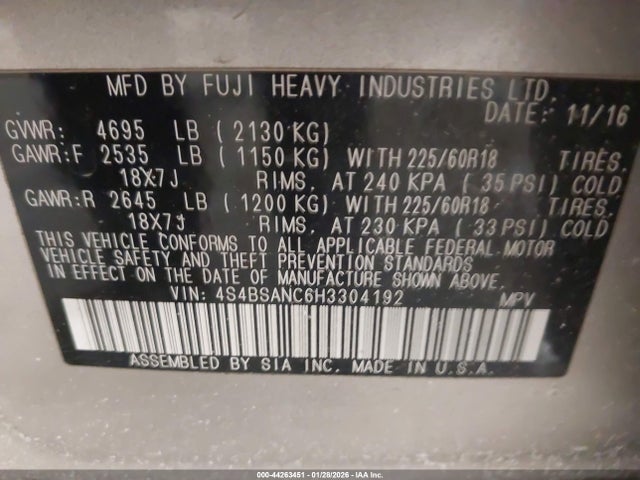 MFD BY FUJI HEAVY INDUSTRIES LTD.
DATE: 11/16
GVWR: 4695 LB (2130 KG)
GAWR:F 2535 LB (1150 KG) WITH 225/60R18 TIRES,
18X7J RIMS, AT 240 KPA (35 PSI) COLD
GAWR:R 2645 LB (1200 KG) WITH 225/60R18 TIRES,
18X7J RIMS, AT 230 KPA (33 PSI) COLD
THIS VEHICLE CONFORMS TO ALL APPLICABLE FEDERAL MOTOR
VEHICLE SAFETY AND THEFT PREVENTION STANDARDS
IN EFFECT ON THE DATE OF MANUFACTURE SHOWN ABOVE.
VIN: 4S4BSANC6H3304192 MPV
ASSEMBLED BY SIA INC. MADE IN U.S.A.
000-44263451 - 01/28/2026 - IAA Inc.